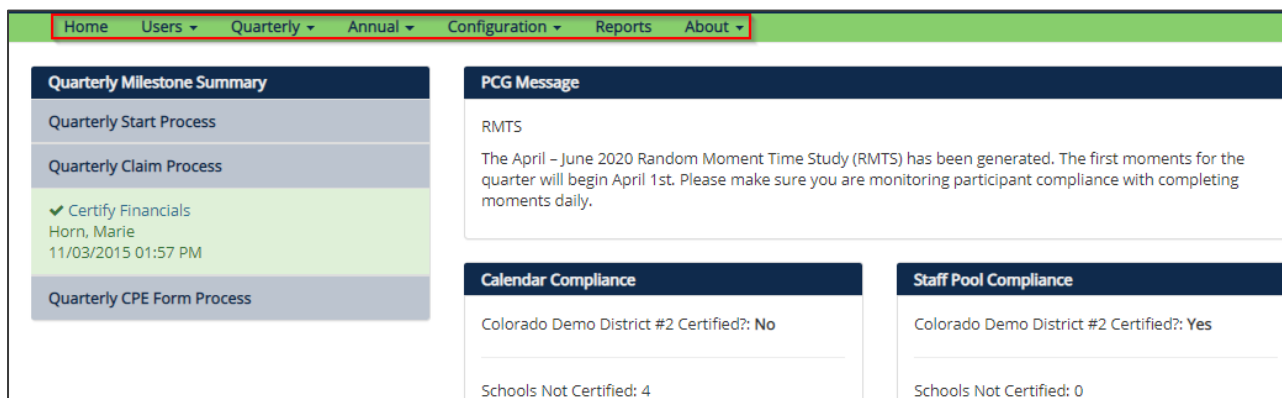 Home Users Quarterly Annual Configuration Reports About
Quarterly Milestone Summary
Quarterly Start Process
Quarterly Claim Process
Certify Financials
Horn, Marie
11/03/2015 01:57 PM
Quarterly CPE Form Process
PCG Message
RMTS
The April – June 2020 Random Moment Time Study (RMTS) has been generated. The first moments for the
quarter will begin April 1st. Please make sure you are monitoring participant compliance with completing
moments daily.
Calendar Compliance
Colorado Demo District #2 Certified?: No
Schools Not Certified: 4
Staff Pool Compliance
Colorado Demo District #2 Certified?: Yes
Schools Not Certified: 0